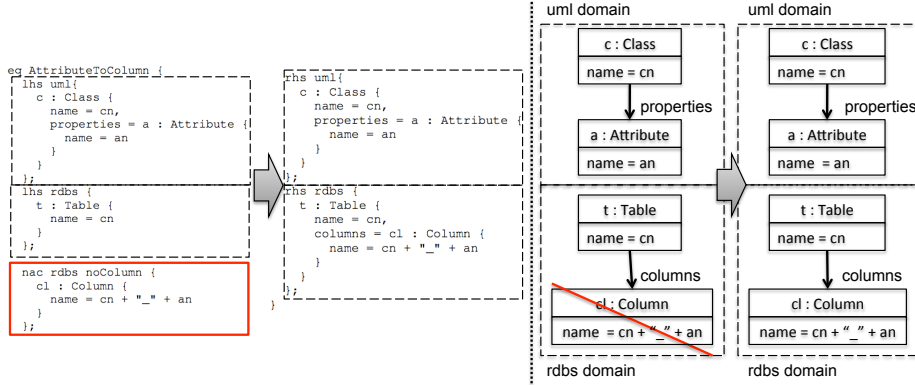 eq AttributeToColumn {
lhs uml{
c : Class {
name = cn,
properties = a : Attribute {
name = an
}
}
};
lhs rdbs {
t : Table {
name = cn
}
};
nac rdbs noColumn {
cl : Column {
name = cn + "_" + an
}
};
rhs uml{
c : Class {
name = cn,
properties = a : Attribute {
name = an
}
}
};
rhs rdbs {
t : Table {
name = cn,
columns = cl : Column {
name = cn + "_" + an
}
}
};
}
uml domain
c : Class
name = cn
properties
a : Attribute
name = an
t : Table
name = cn
columns
cl : Column
name = cn + “_” + an
rdbs domain
uml domain
c : Class
name = cn
properties
a : Attribute
name = an
t : Table
name = cn
columns
cl : Column
name = cn + “_” + an
rdbs domain